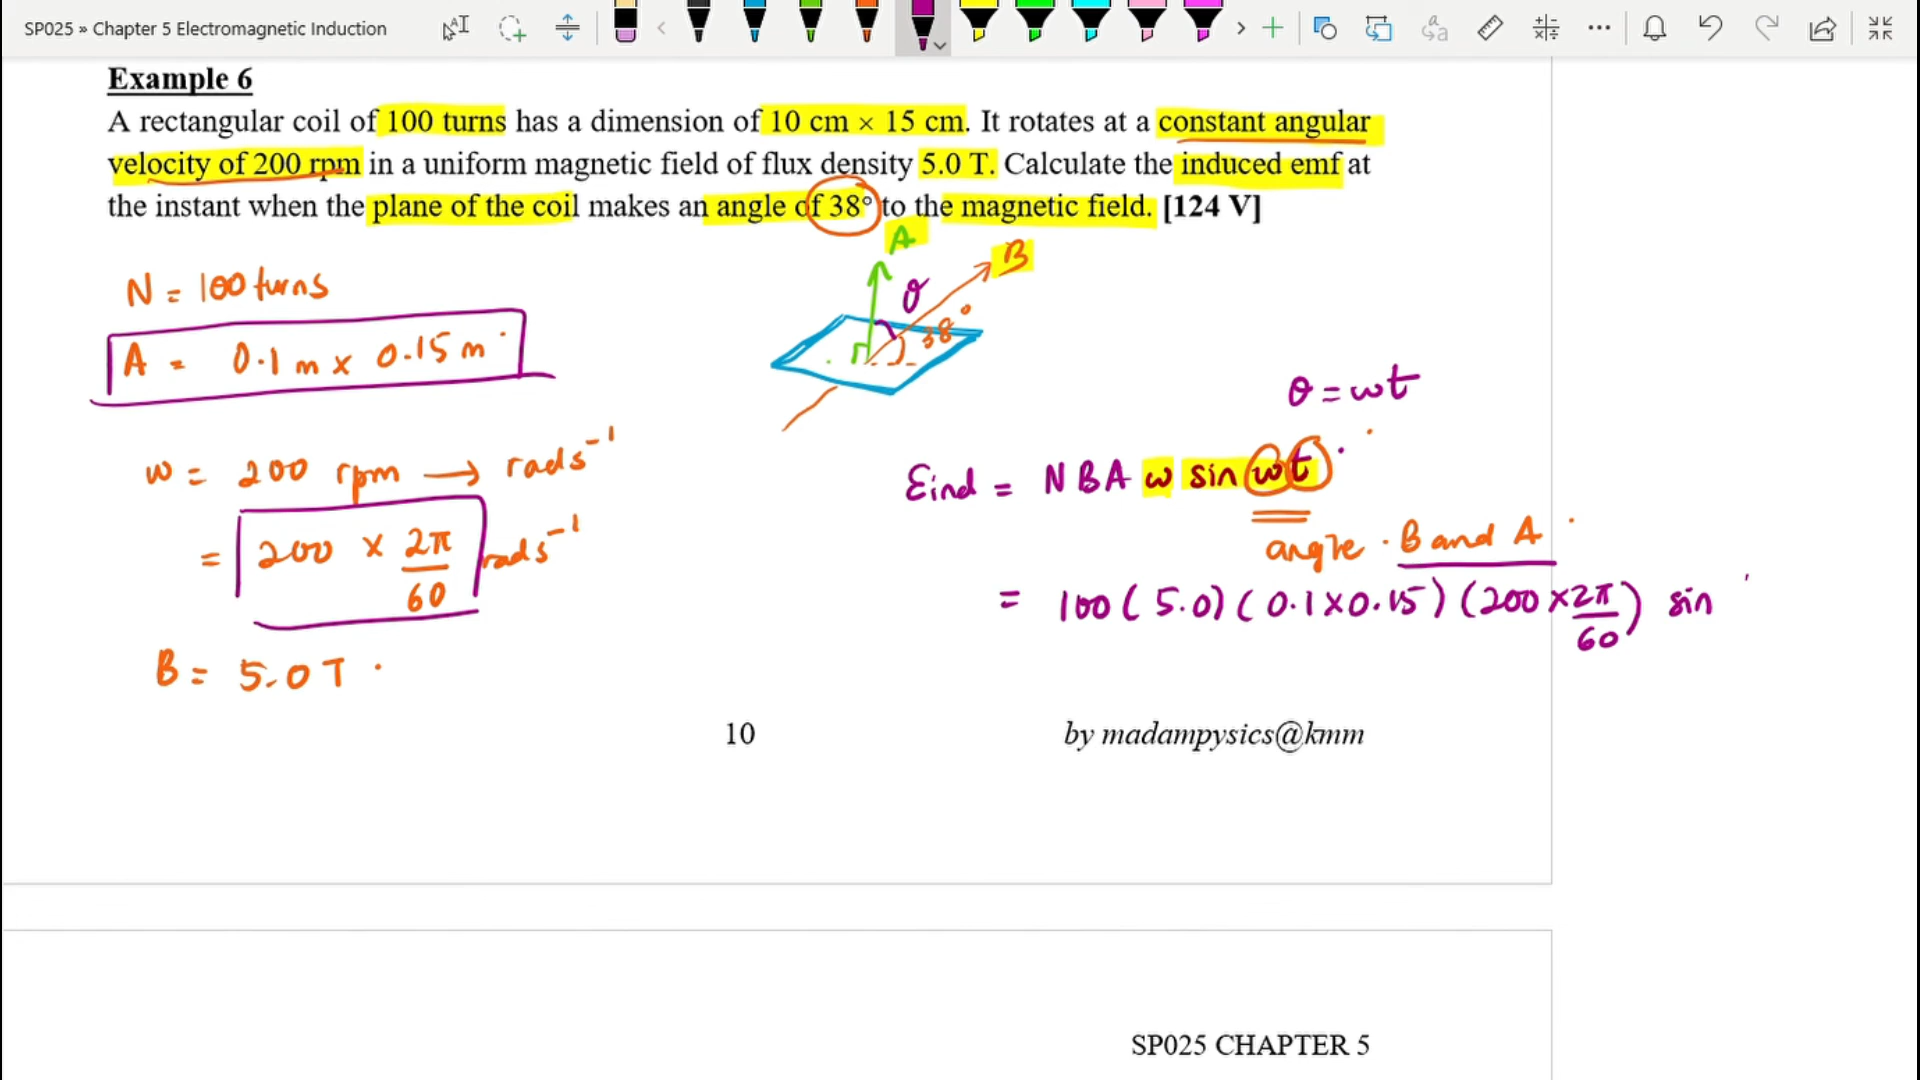 SP025 » Chapter 5 Electromagnetic Induction
Example 6
A rectangular coil of 100 turns has a dimension of 10 cm × 15 cm. It rotates at a constant angular
velocity of 200 rpm in a uniform magnetic field of flux density 5.0 T. Calculate the induced emf at
the instant when the plane of the coil makes an angle of 38° to the magnetic field. [124 V]
A
B
θ
38°
N = 100 turns
A = 0.1 m × 0.15 m
θ = ωt
ω = 200 rpm → rads⁻¹
Eind = NBA ω sin ωt
= 200 × 2π/60 rads⁻¹
angle B and A
= 100 (5.0) (0.1×0.15) (200 × 2π/60) sin
B = 5.0 T
10
by madampysics@kmm
SP025 CHAPTER 5